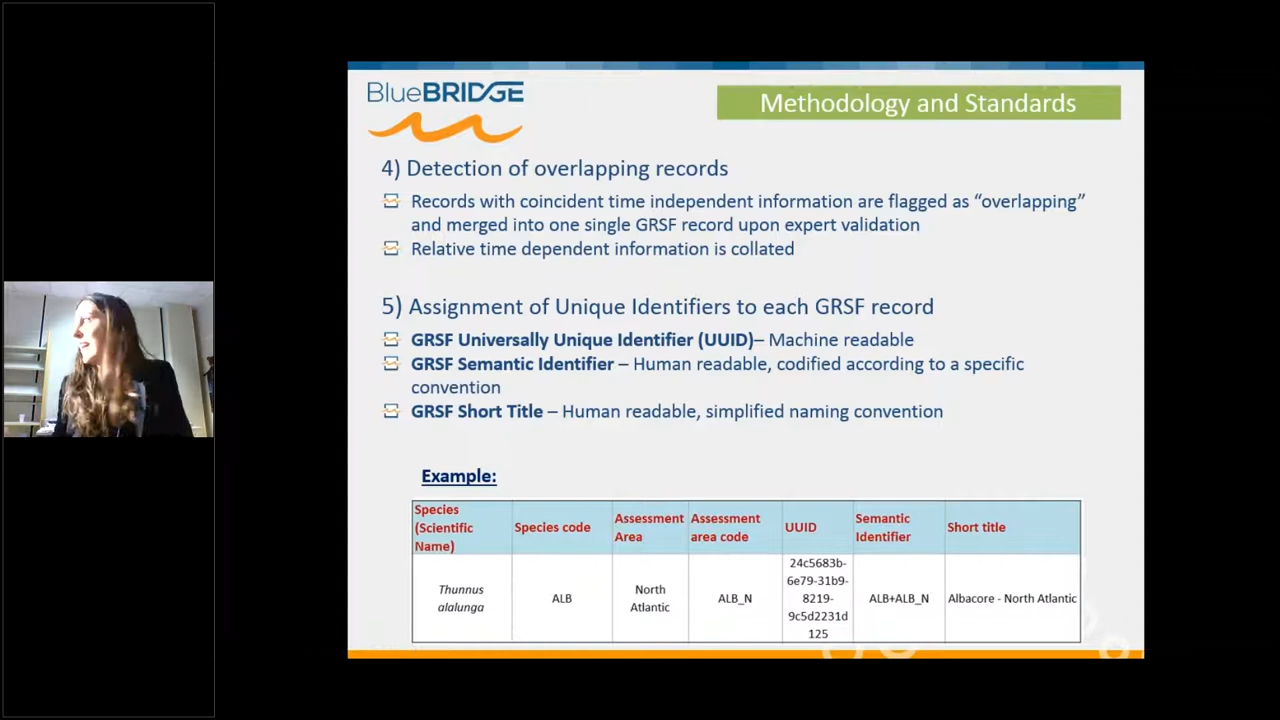 BlueBRIDGE
Methodology and Standards
4) Detection of overlapping records
Records with coincident time independent information are flagged as “overlapping”
and merged into one single GRSF record upon expert validation
Relative time dependent information is collated
5) Assignment of Unique Identifiers to each GRSF record
GRSF Universally Unique Identifier (UUID)– Machine readable
GRSF Semantic Identifier – Human readable, codified according to a specific
convention
GRSF Short Title – Human readable, simplified naming convention
Example:
Species
(Scientific
Name)
Species code
Assessment
Area
Assessment
area code
UUID
Semantic
Identifier
Short title
Thunnus
alalunga
ALB
North
Atlantic
ALB_N
24c5683b-
6e79-31b9-
8219-
9c5d2231d
125
ALB+ALB_N
Albacore - North Atlantic